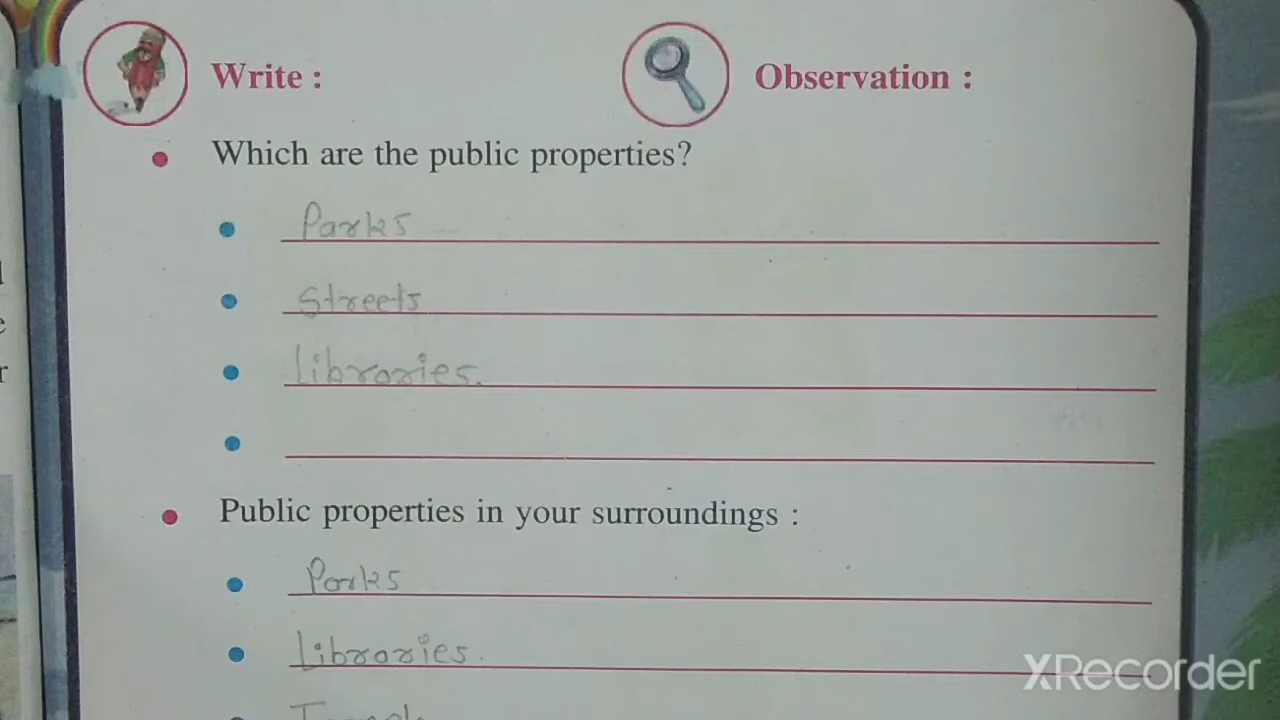 Write :
Observation :
Which are the public properties?
Parks
Streets
libraries.
Public properties in your surroundings :
Parks
Libraries.
XRecorder